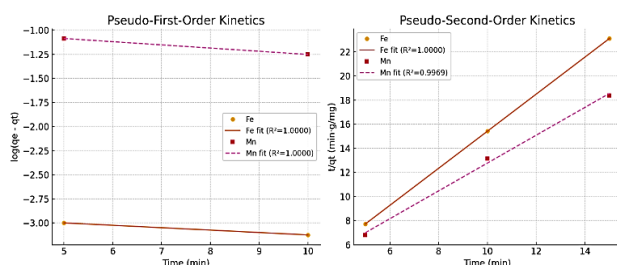 Pseudo-First-Order Kinetics
−1.00
−1.25
−1.50
−1.75
−2.00
−2.25
−2.50
−2.75
−3.00
log(qe - qt)
Fe
Fe fit (R²=1.0000)
Mn
Mn fit (R²=1.0000)
5 6 7 8 9 10
Time (min)
Pseudo-Second-Order Kinetics
22
20
18
16
14
12
10
8
6
t/qt (min·g/mg)
Fe
Fe fit (R²=1.0000)
Mn
Mn fit (R²=0.9969)
6 8 10 12 14
Time (min)